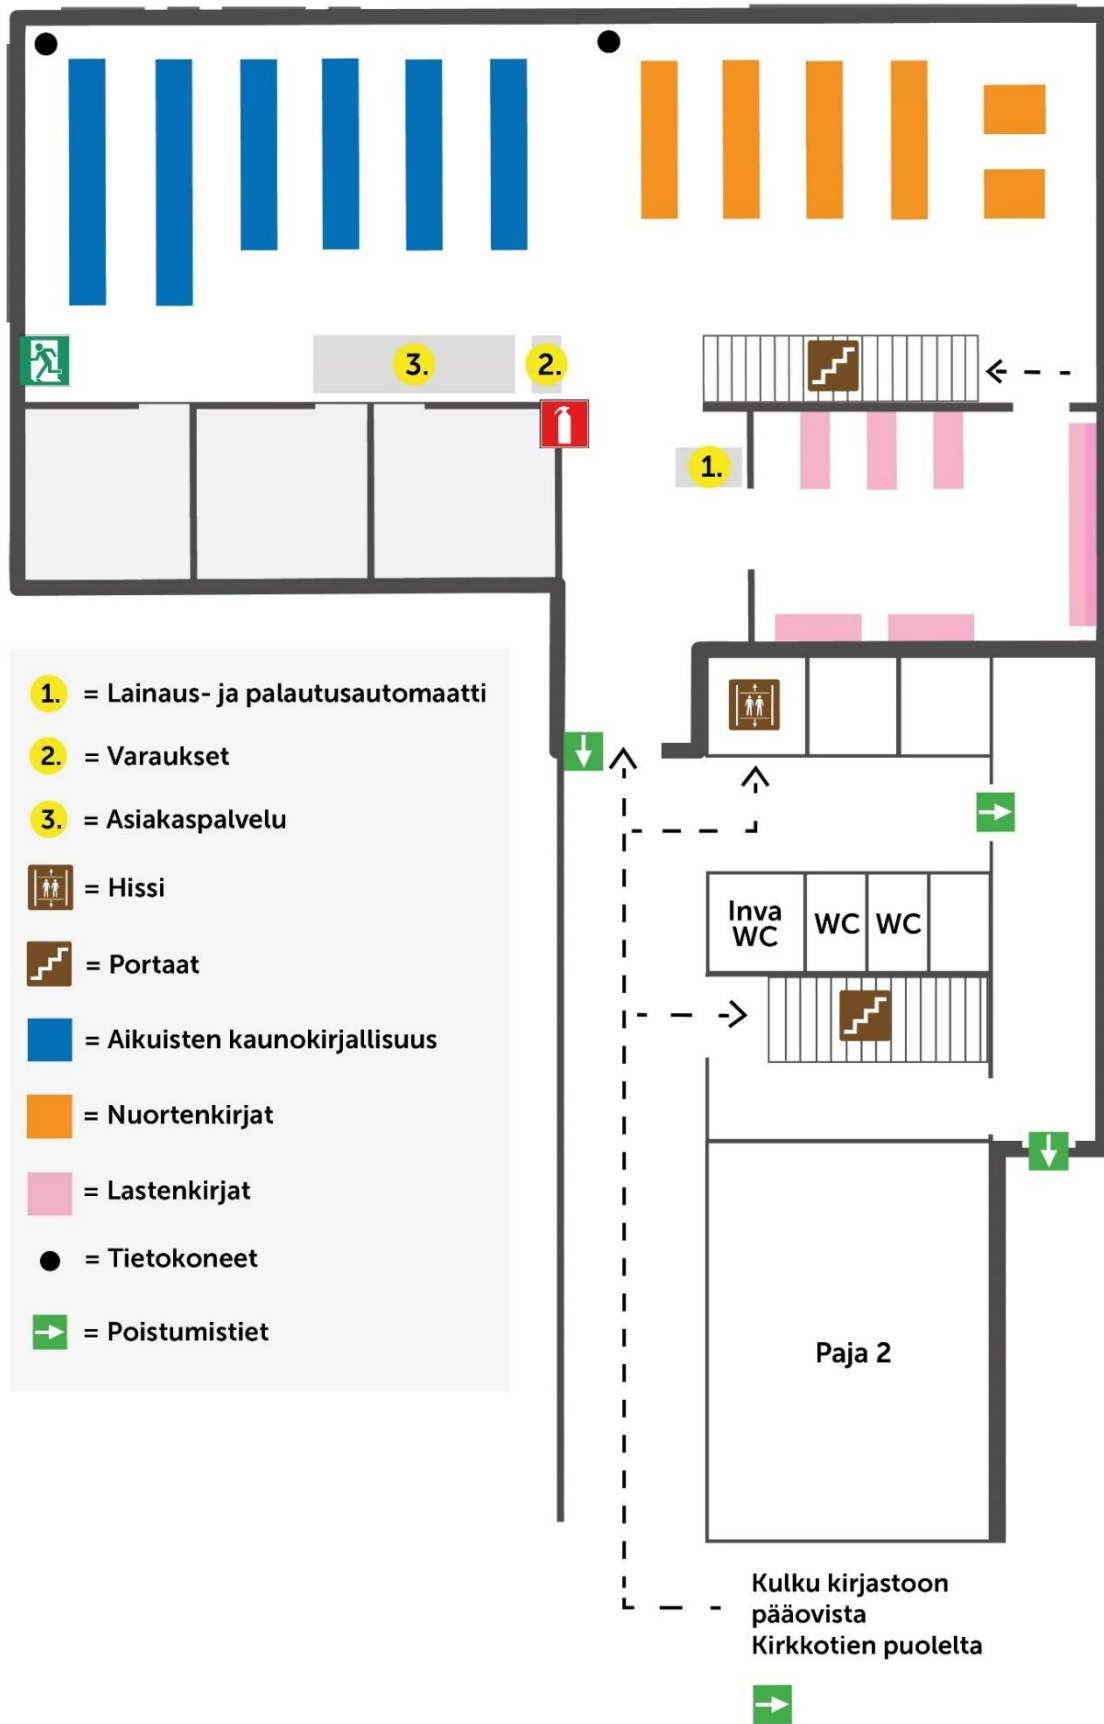 3.
2.
1.
1. = Lainaus- ja palautusautomaatti
2. = Varaukset
3. = Asiakaspalvelu
= Hissi
= Portaat
= Aikuisten kaunokirjallisuus
= Nuortenkirjat
= Lastenkirjat
= Tietokoneet
= Poistumistiet
Inva
WC
WC
WC
Paja 2
Kulku kirjastoon
pääovista
Kirkkotien puolelta